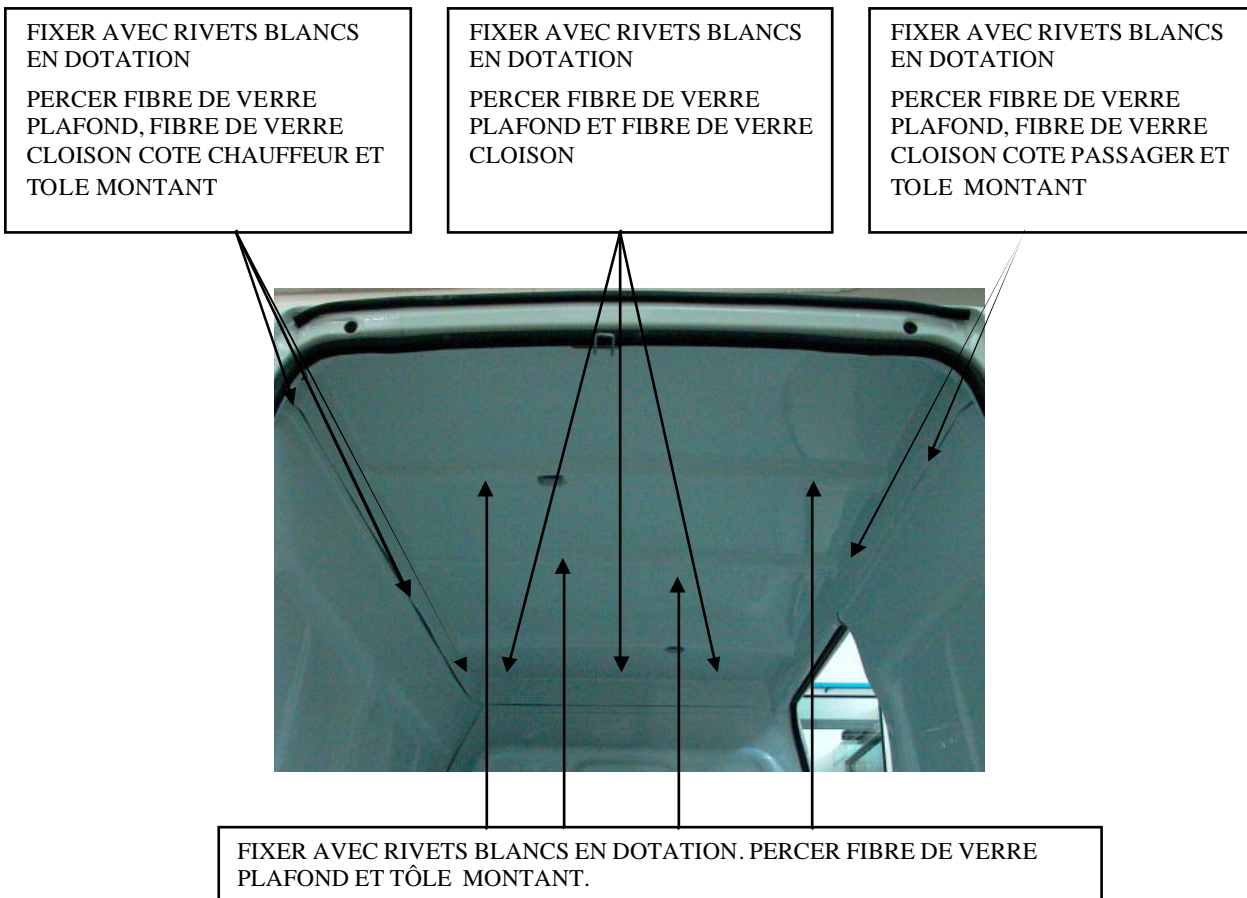 FIXER AVEC RIVETS BLANCS
EN DOTATION
PERCER FIBRE DE VERRE
PLAFOND, FIBRE DE VERRE
CLOISON COTE CHAUFFEUR ET
TOLE MONTANT
FIXER AVEC RIVETS BLANCS
EN DOTATION
PERCER FIBRE DE VERRE
PLAFOND ET FIBRE DE VERRE
CLOISON
FIXER AVEC RIVETS BLANCS
EN DOTATION
PERCER FIBRE DE VERRE
PLAFOND, FIBRE DE VERRE
CLOISON COTE PASSAGER ET
TOLE MONTANT
FIXER AVEC RIVETS BLANCS EN DOTATION. PERCER FIBRE DE VERRE
PLAFOND ET TÔLE MONTANT.